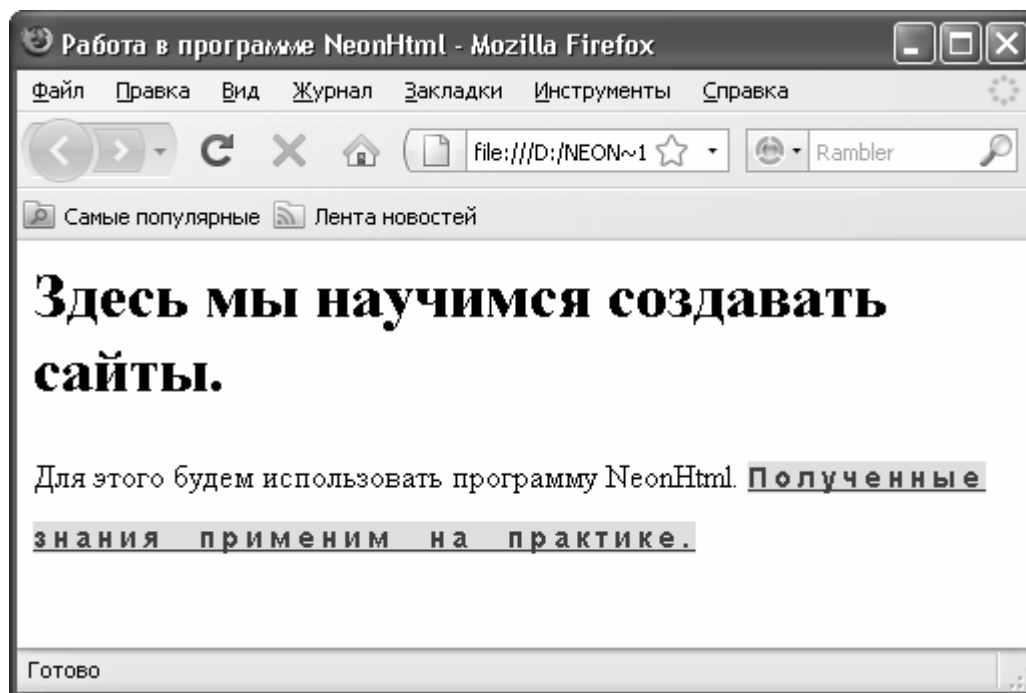 Работа в программе NeonHtml - Mozilla Firefox
Файл Правка Вид Журнал Закладки Инструменты Справка
file:///D:/NEON~1 Rambler
Самые популярные Лента новостей
Здесь мы научимся создавать
сайты.
Для этого будем использовать программу NeonHtml. Полученные
знания применим на практике.
Готово